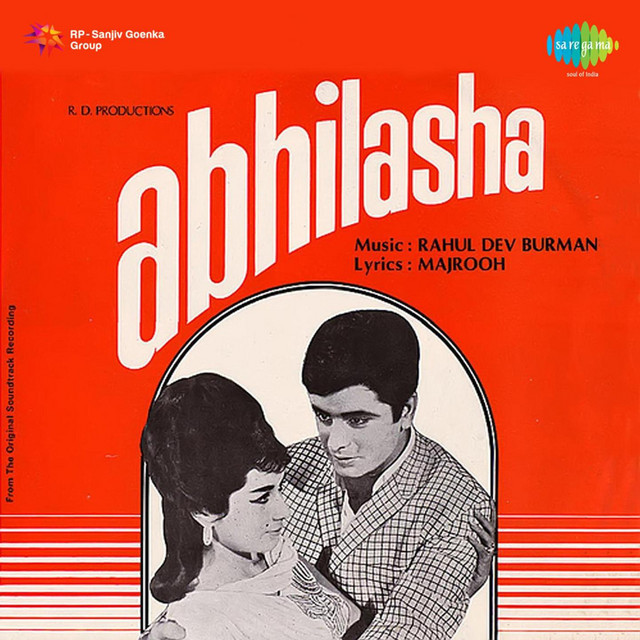 RP-Sanjiv Goenka
Group
sa re ga ma
soul of India
R. D. PRODUCTIONS
abhilasha
Music : RAHUL DEV BURMAN
Lyrics : MAJROOH
From The Original Soundtrack Recording